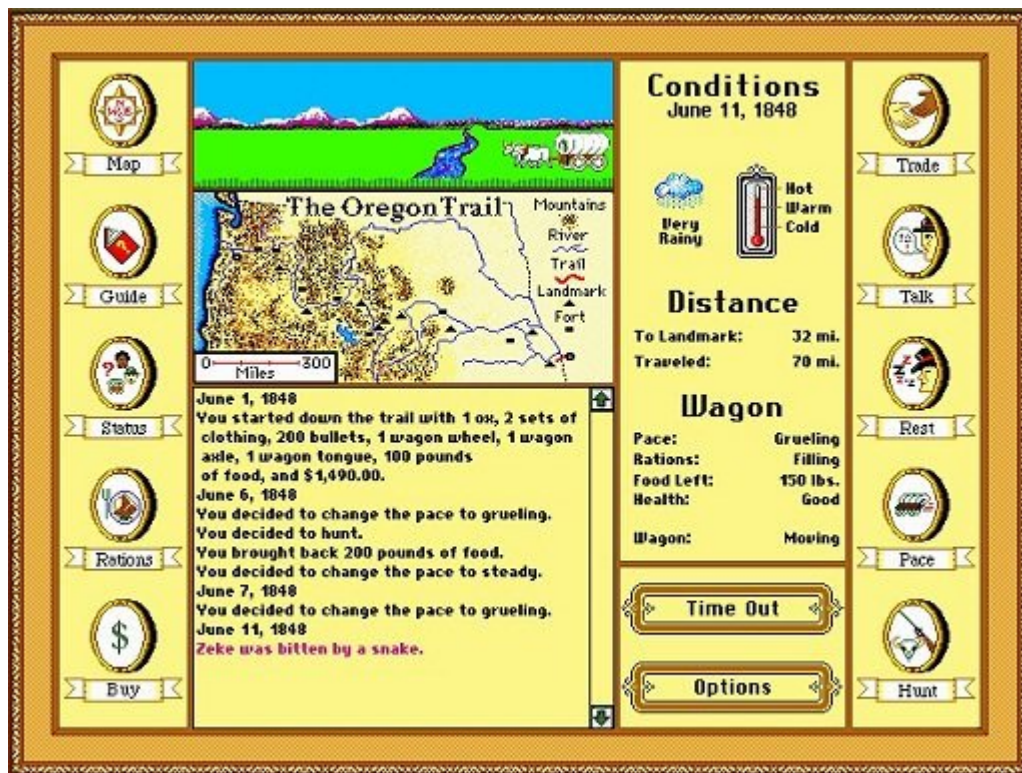 Map
Guide
Status
Rations
Buy
The Oregon Trail
Mountains
River
Trail
Landmark
Fort
0 300
Miles
June 1, 1848
You started down the trail with 1 ox, 2 sets of
clothing, 200 bullets, 1 wagon wheel, 1 wagon
axle, 1 wagon tongue, 100 pounds
of food, and $1,490.00.
June 6, 1848
You decided to change the pace to grueling.
You decided to hunt.
You brought back 200 pounds of food.
You decided to change the pace to steady.
June 7, 1848
You decided to change the pace to grueling.
June 11, 1848
Zeke was bitten by a snake.
Conditions
June 11, 1848
Very
Rainy
Hot
Warm
Cold
Distance
To Landmark: 32 mi.
Traveled: 70 mi.
Wagon
Pace: Grueling
Rations: Filling
Food Left: 150 lbs.
Health: Good
Wagon: Moving
Time Out
Options
Trade
Talk
Rest
Pace
Hunt